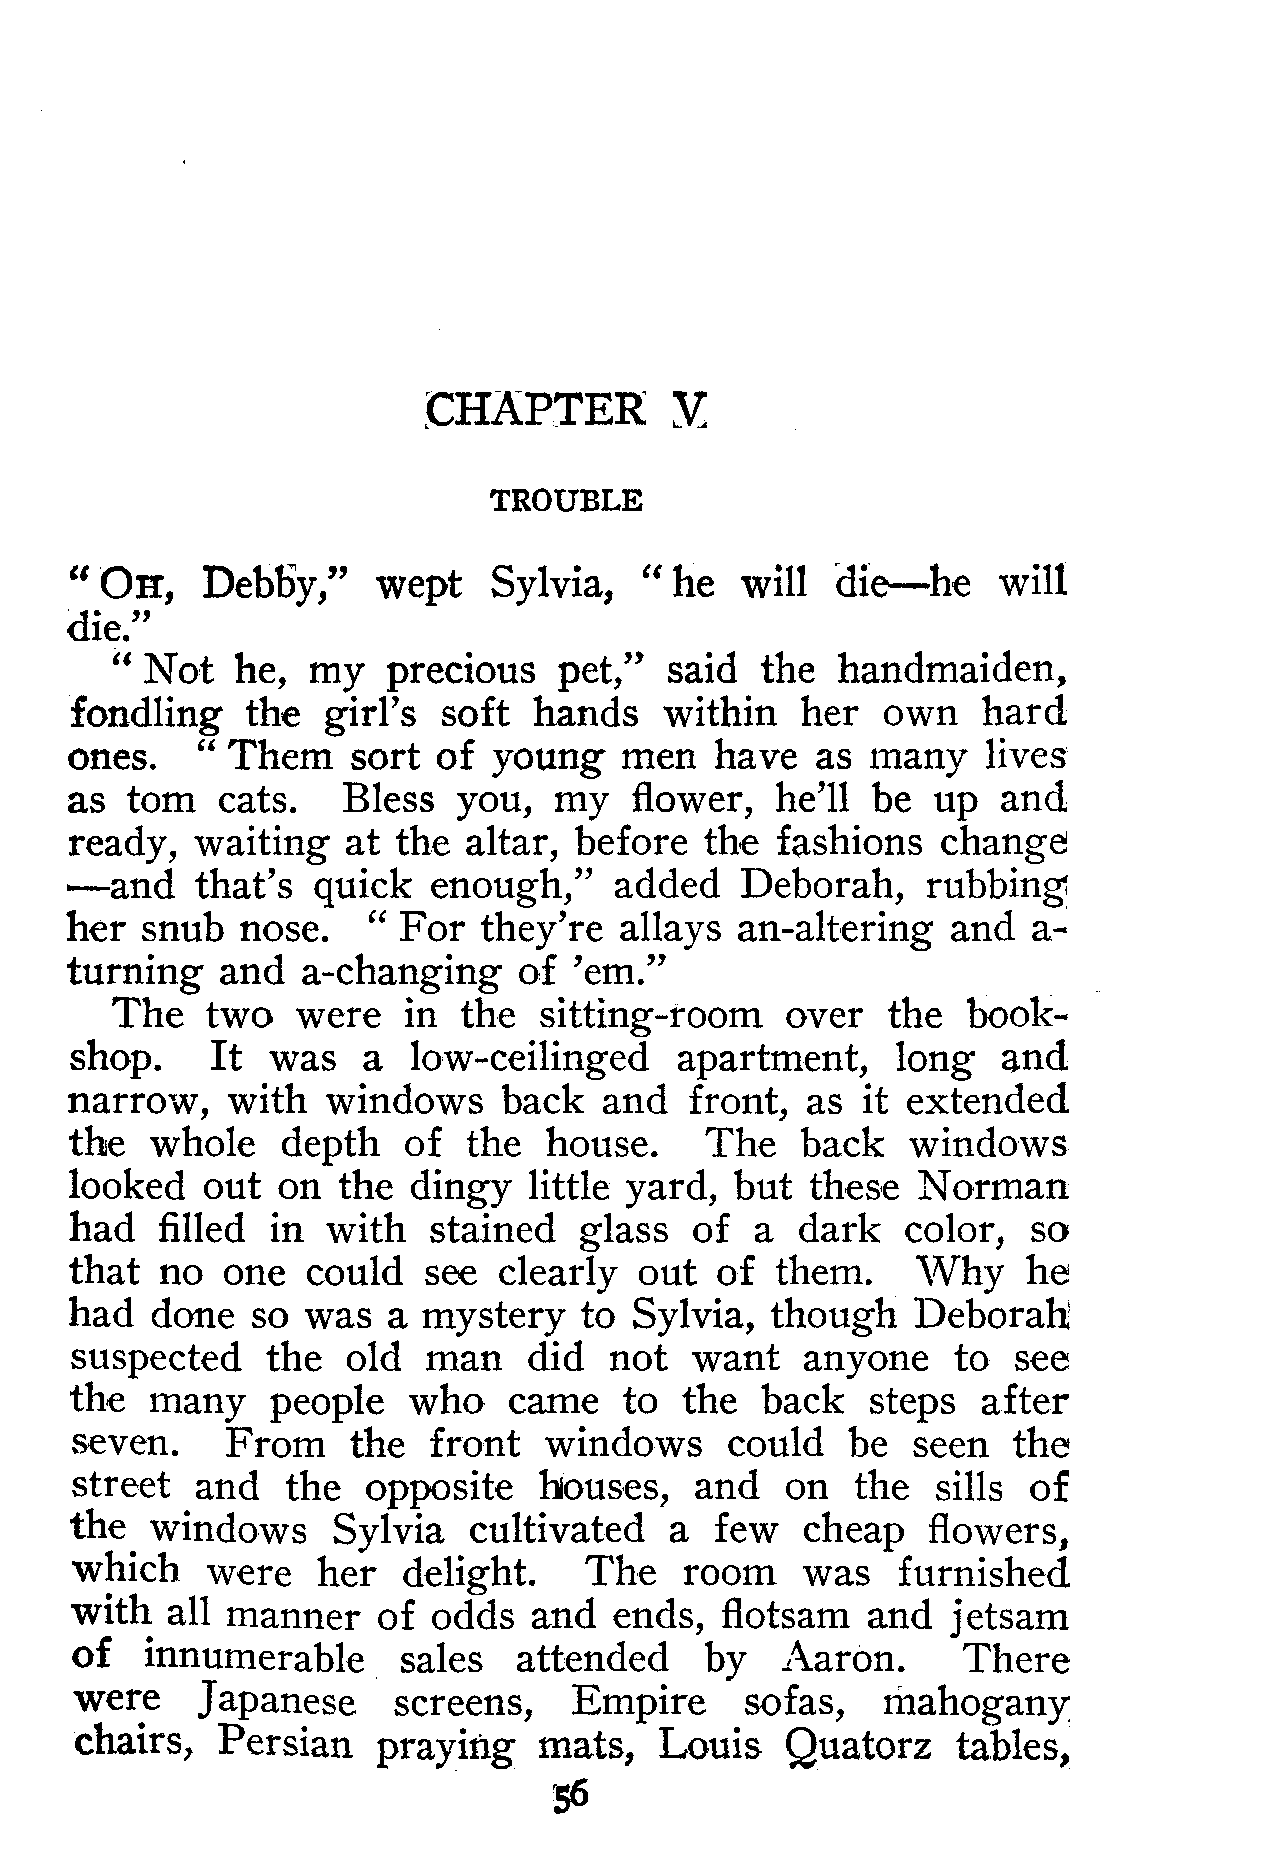 CHAPTER V
TROUBLE
“ OH, Debby,” wept Sylvia, “ he will die—he will
die.”
“ Not he, my precious pet,” said the handmaiden,
fondling the girl’s soft hands within her own hard
ones. “ Them sort of young men have as many lives
as tom cats. Bless you, my flower, he’ll be up and
ready, waiting at the altar, before the fashions change
—and that’s quick enough,” added Deborah, rubbing
her snub nose. “ For they’re allays an-altering and a-
turning and a-changing of ’em.”
The two were in the sitting-room over the book-
shop. It was a low-ceilinged apartment, long and
narrow, with windows back and front, as it extended
the whole depth of the house. The back windows
looked out on the dingy little yard, but these Norman
had filled in with stained glass of a dark color, so
that no one could see clearly out of them. Why he
had done so was a mystery to Sylvia, though Deborah
suspected the old man did not want anyone to see
the many people who came to the back steps after
seven. From the front windows could be seen the
street and the opposite houses, and on the sills of
the windows Sylvia cultivated a few cheap flowers,
which were her delight. The room was furnished
with all manner of odds and ends, flotsam and jetsam
of innumerable sales attended by Aaron. There
were Japanese screens, Empire sofas, mahogany
chairs, Persian praying mats, Louis Quatorz tables,
56